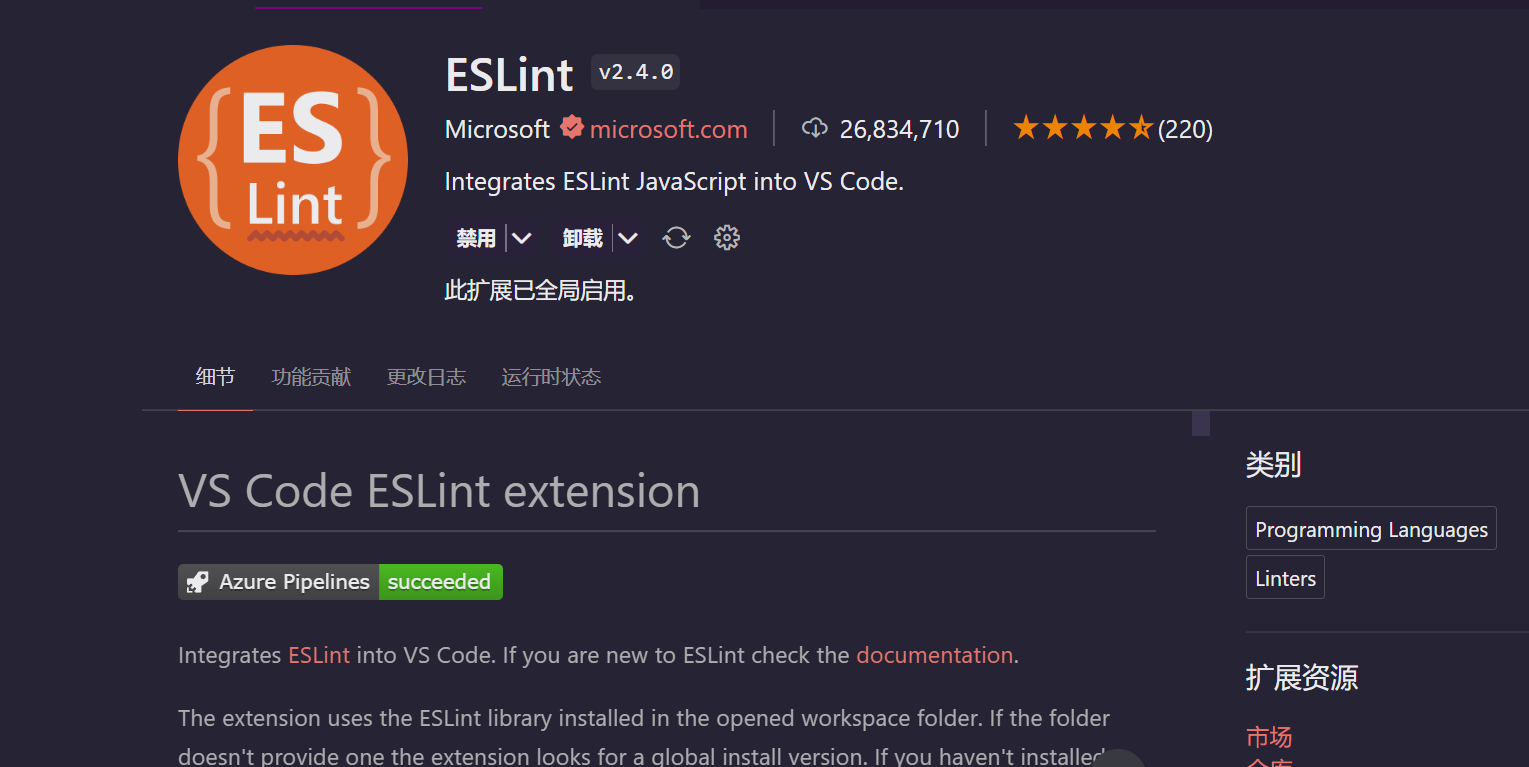 ES
Lint
ESLint v2.4.0
Microsoft microsoft.com 26,834,710 (220)
Integrates ESLint JavaScript into VS Code.
禁用 卸载
此扩展已全局启用。
细节 功能贡献 更改日志 运行时状态
VS Code ESLint extension
Azure Pipelines succeeded
Integrates ESLint into VS Code. If you are new to ESLint check the documentation.
The extension uses the ESLint library installed in the opened workspace folder. If the folder
doesn't provide one the extension looks for a global install version. If you haven't installed
类别
Programming Languages
Linters
扩展资源
市场